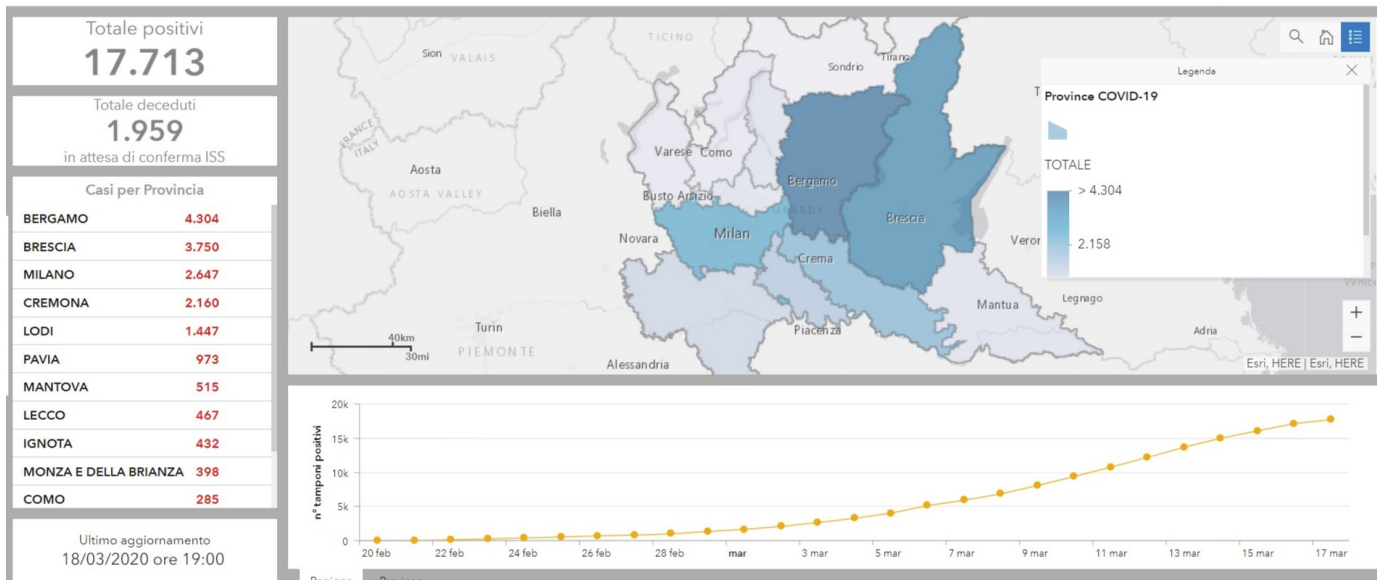 Totale positivi
17.713
Totale deceduti
1.959
in attesa di conferma ISS
Casi per Provincia
BERGAMO 4.304
BRESCIA 3.750
MILANO 2.647
CREMONA 2.160
LODI 1.447
PAVIA 973
MANTOVA 515
LECCO 467
IGNOTA 432
MONZA E DELLA BRIANZA 398
COMO 285
Ultimo aggiornamento
18/03/2020 ore 19:00
TICINO
Sion VALAIS
Sondrio
Tirano
FRANCE
ITALY
Aosta
AOSTA VALLEY
Varese Como
Bergamo
Busto Arsizio
Biella
Brescia
Novara
Milan
Crema
Mantua
Legnago
Piacenza
Turin
PIEMONTE
Adria
Alessandria
40km
30mi
Legenda
Province COVID-19
TOTALE
> 4.304
2.158
+
−
Esri, HERE | Esri, HERE
n° tamponi positivi
20k
15k
10k
5k
0
20 feb 22 feb 24 feb 26 feb 28 feb mar 3 mar 5 mar 7 mar 9 mar 11 mar 13 mar 15 mar 17 mar